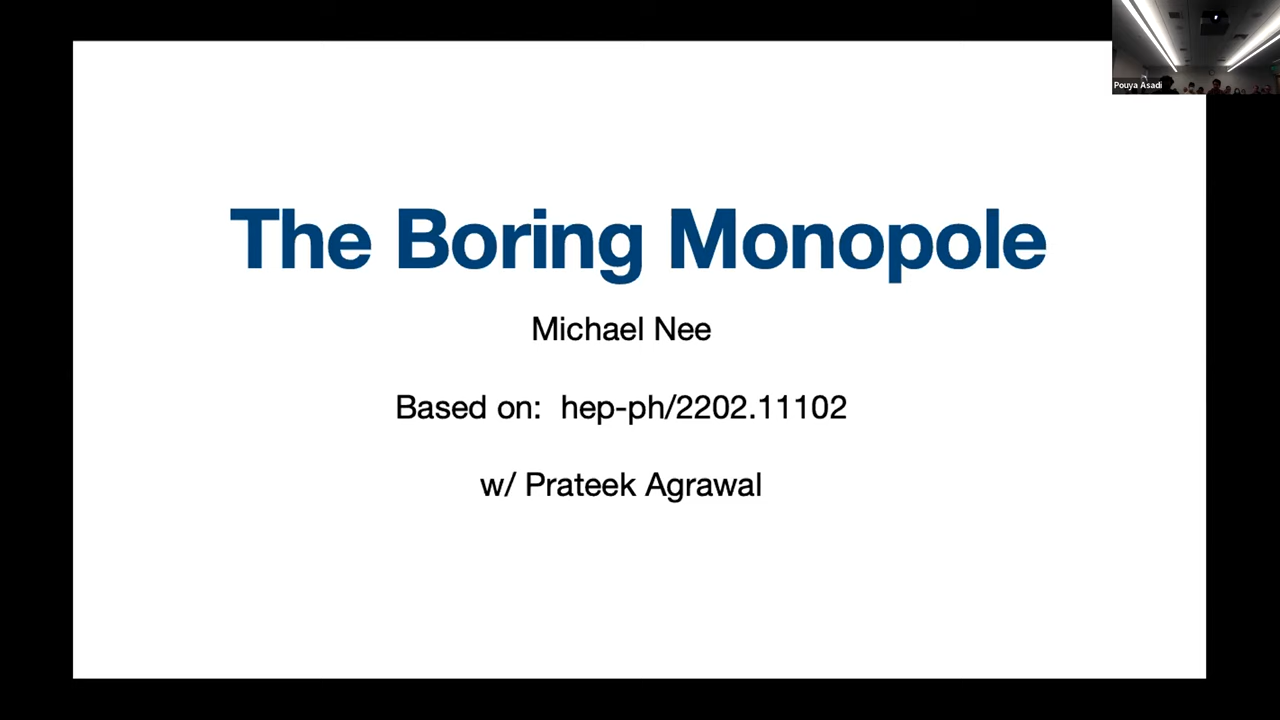 Pouya Asadi
The Boring Monopole
Michael Nee
Based on: hep-ph/2202.11102
w/ Prateek Agrawal